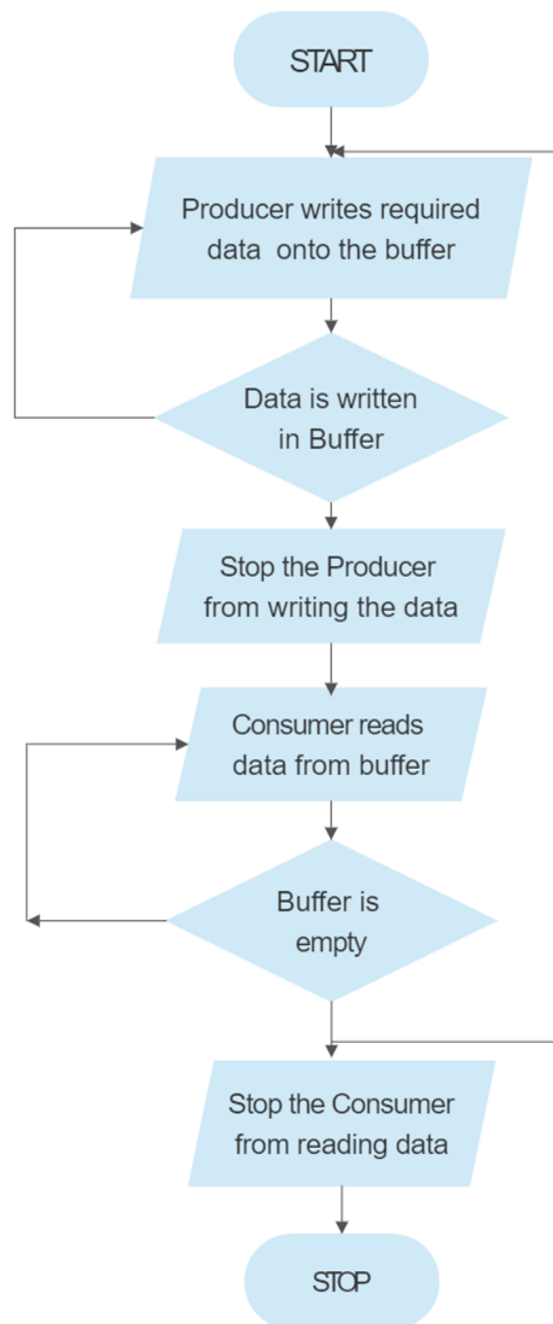 START
Producer writes required
data onto the buffer
Data is written
in Buffer
Stop the Producer
from writing the data
Consumer reads
data from buffer
Buffer is
empty
Stop the Consumer
from reading data
STOP